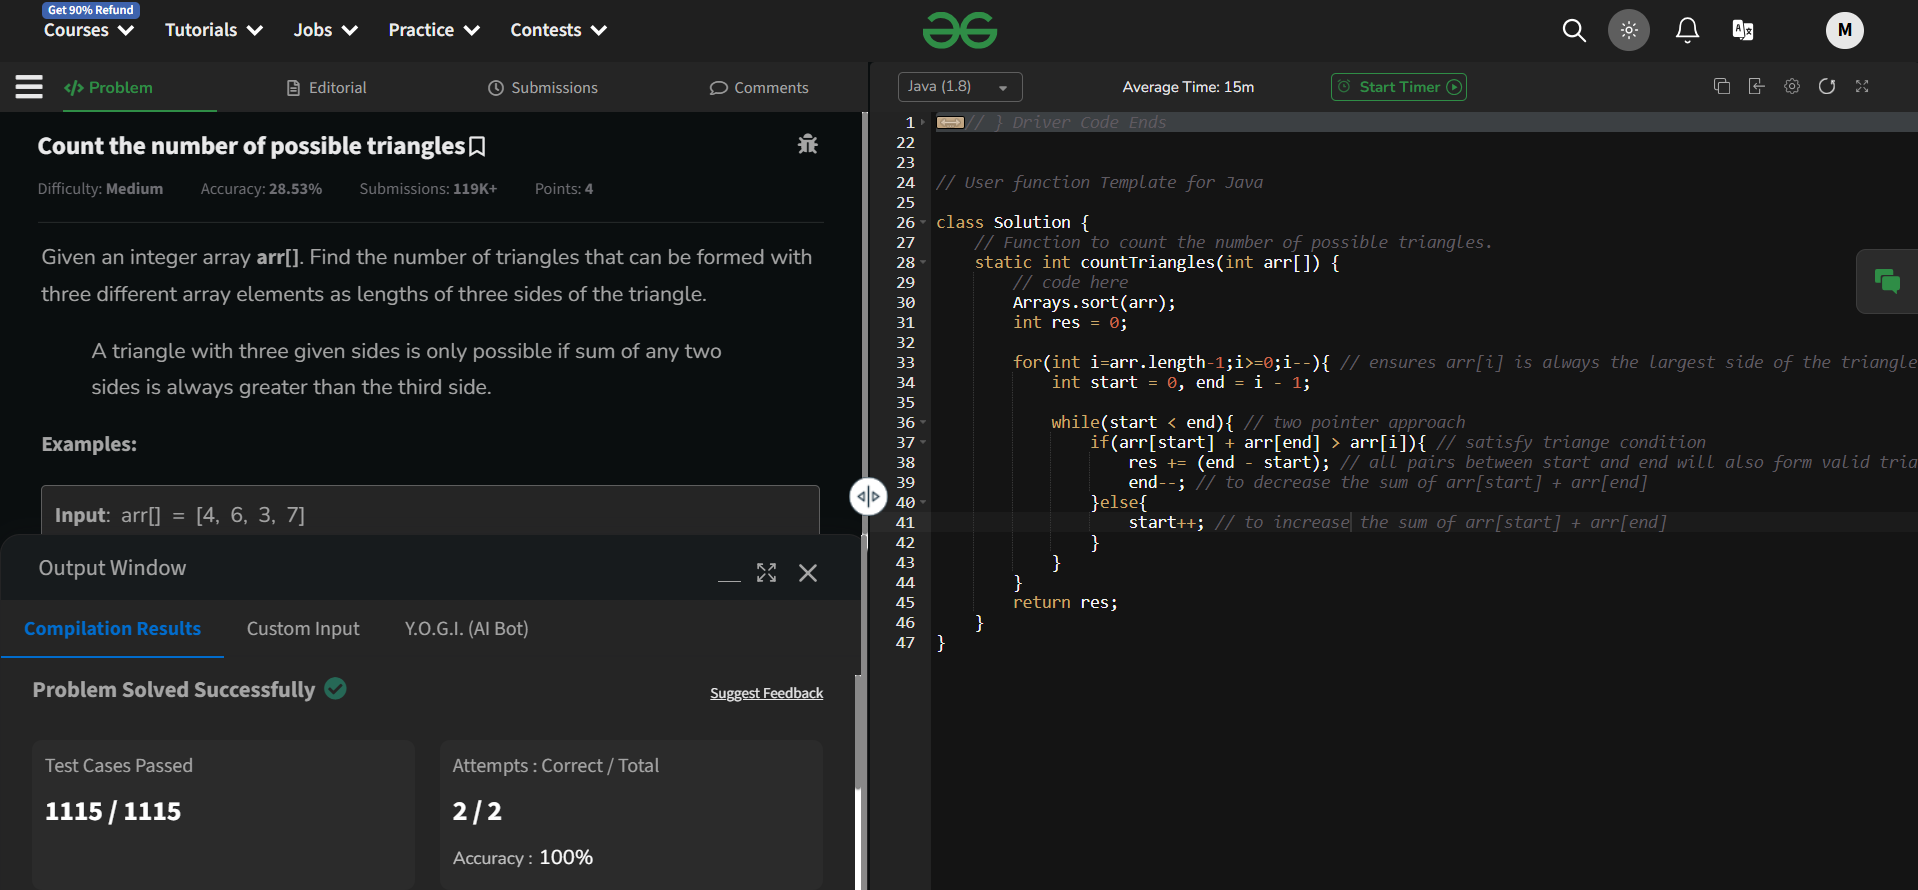 Get 90% Refund
Courses Tutorials Jobs Practice Contests
M
Problem Editorial Submissions Comments
Count the number of possible triangles
Difficulty: Medium Accuracy: 28.53% Submissions: 119K+ Points: 4
Given an integer array arr[]. Find the number of triangles that can be formed with
three different array elements as lengths of three sides of the triangle.
A triangle with three given sides is only possible if sum of any two
sides is always greater than the third side.
Examples:
Input: arr[] = [4, 6, 3, 7]
Output Window
Compilation Results Custom Input Y.O.G.I. (AI Bot)
Problem Solved Successfully
Suggest Feedback
Test Cases Passed
1115 / 1115
Attempts : Correct / Total
2 / 2
Accuracy : 100%
Java (1.8) Average Time: 15m Start Timer
1 // } Driver Code Ends
22
23
24 // User function Template for Java
25
26 class Solution {
27 // Function to count the number of possible triangles.
28 static int countTriangles(int arr[]) {
29 // code here
30 Arrays.sort(arr);
31 int res = 0;
32
33 for(int i=arr.length-1;i>=0;i--){ // ensures arr[i] is always the largest side of the triangle
34 int start = 0, end = i - 1;
35
36 while(start < end){ // two pointer approach
37 if(arr[start] + arr[end] > arr[i]){ // satisfy triange condition
38 res += (end - start); // all pairs between start and end will also form valid tria
39 end--; // to decrease the sum of arr[start] + arr[end]
40 }else{
41 start++; // to increase the sum of arr[start] + arr[end]
42 }
43 }
44 }
45 return res;
46 }
47 }